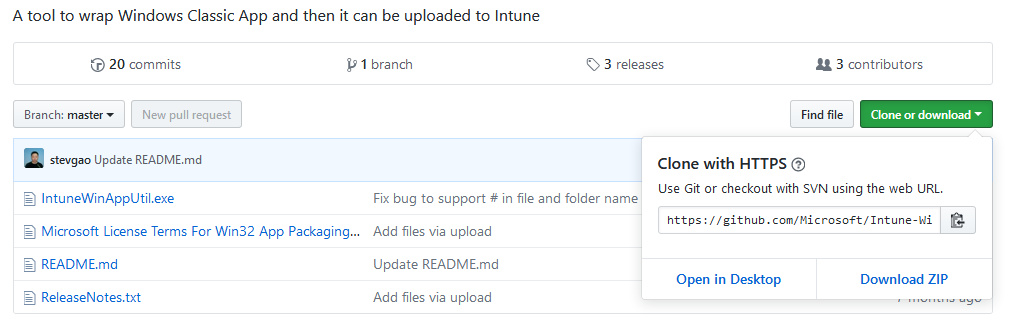 A tool to wrap Windows Classic App and then it can be uploaded to Intune
20 commits
1 branch
3 releases
3 contributors
Branch: master
New pull request
Find file
Clone or download
stevgao Update README.md
Clone with HTTPS
Use Git or checkout with SVN using the web URL.
https://github.com/Microsoft/Intune-Wi
Open in Desktop
Download ZIP
IntuneWinAppUtil.exe
Fix bug to support # in file and folder name
Microsoft License Terms For Win32 App Packaging...
Add files via upload
README.md
Update README.md
ReleaseNotes.txt
Add files via upload
7 months ago